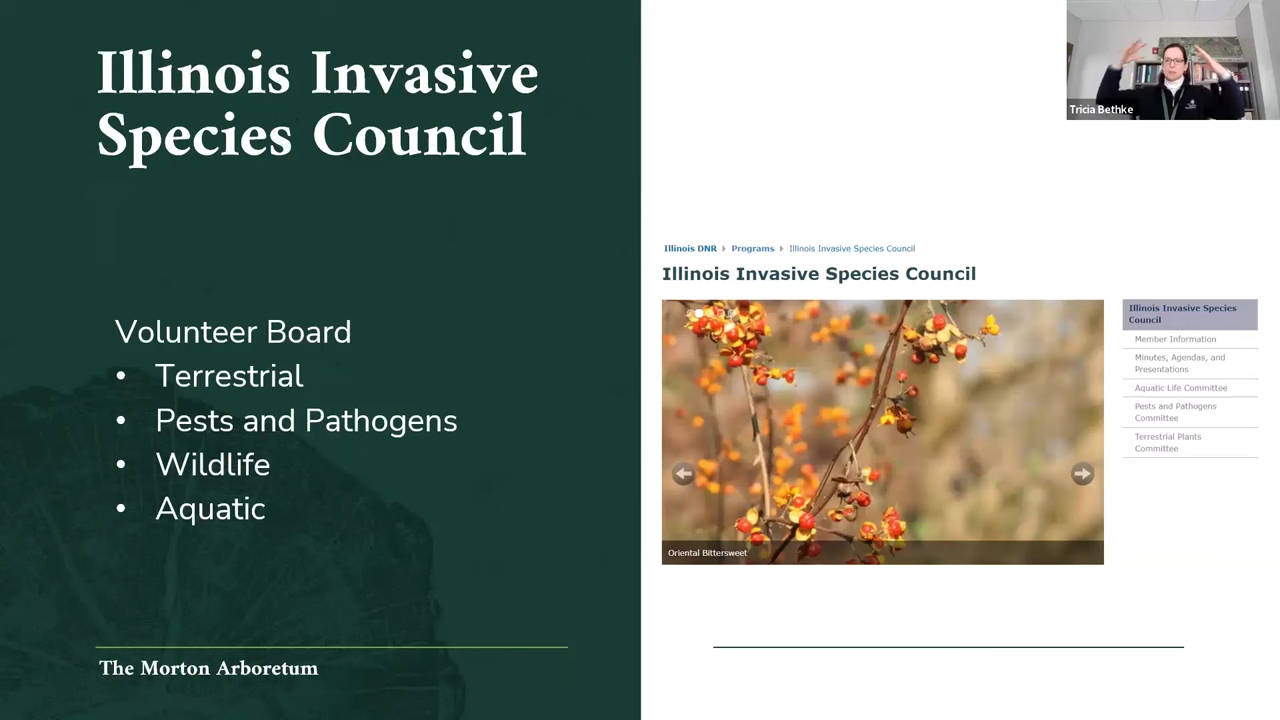 Illinois Invasive
Species Council
Volunteer Board
• Terrestrial
• Pests and Pathogens
• Wildlife
• Aquatic
The Morton Arboretum
Tricia Bethke
Illinois DNR Programs Illinois Invasive Species Council
Illinois Invasive Species Council
Oriental Bittersweet
Illinois Invasive Species
Council
Member Information
Minutes, Agendas, and
Presentations
Aquatic Life Committee
Pests and Pathogens
Committee
Terrestrial Plants
Committee